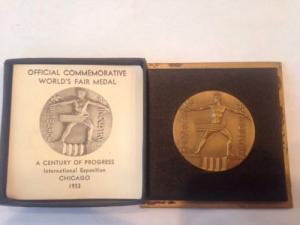 OFFICIAL COMMEMORATIVE
WORLD'S FAIR MEDAL
A CENTURY OF PROGRESS
International Exposition
CHICAGO
1933